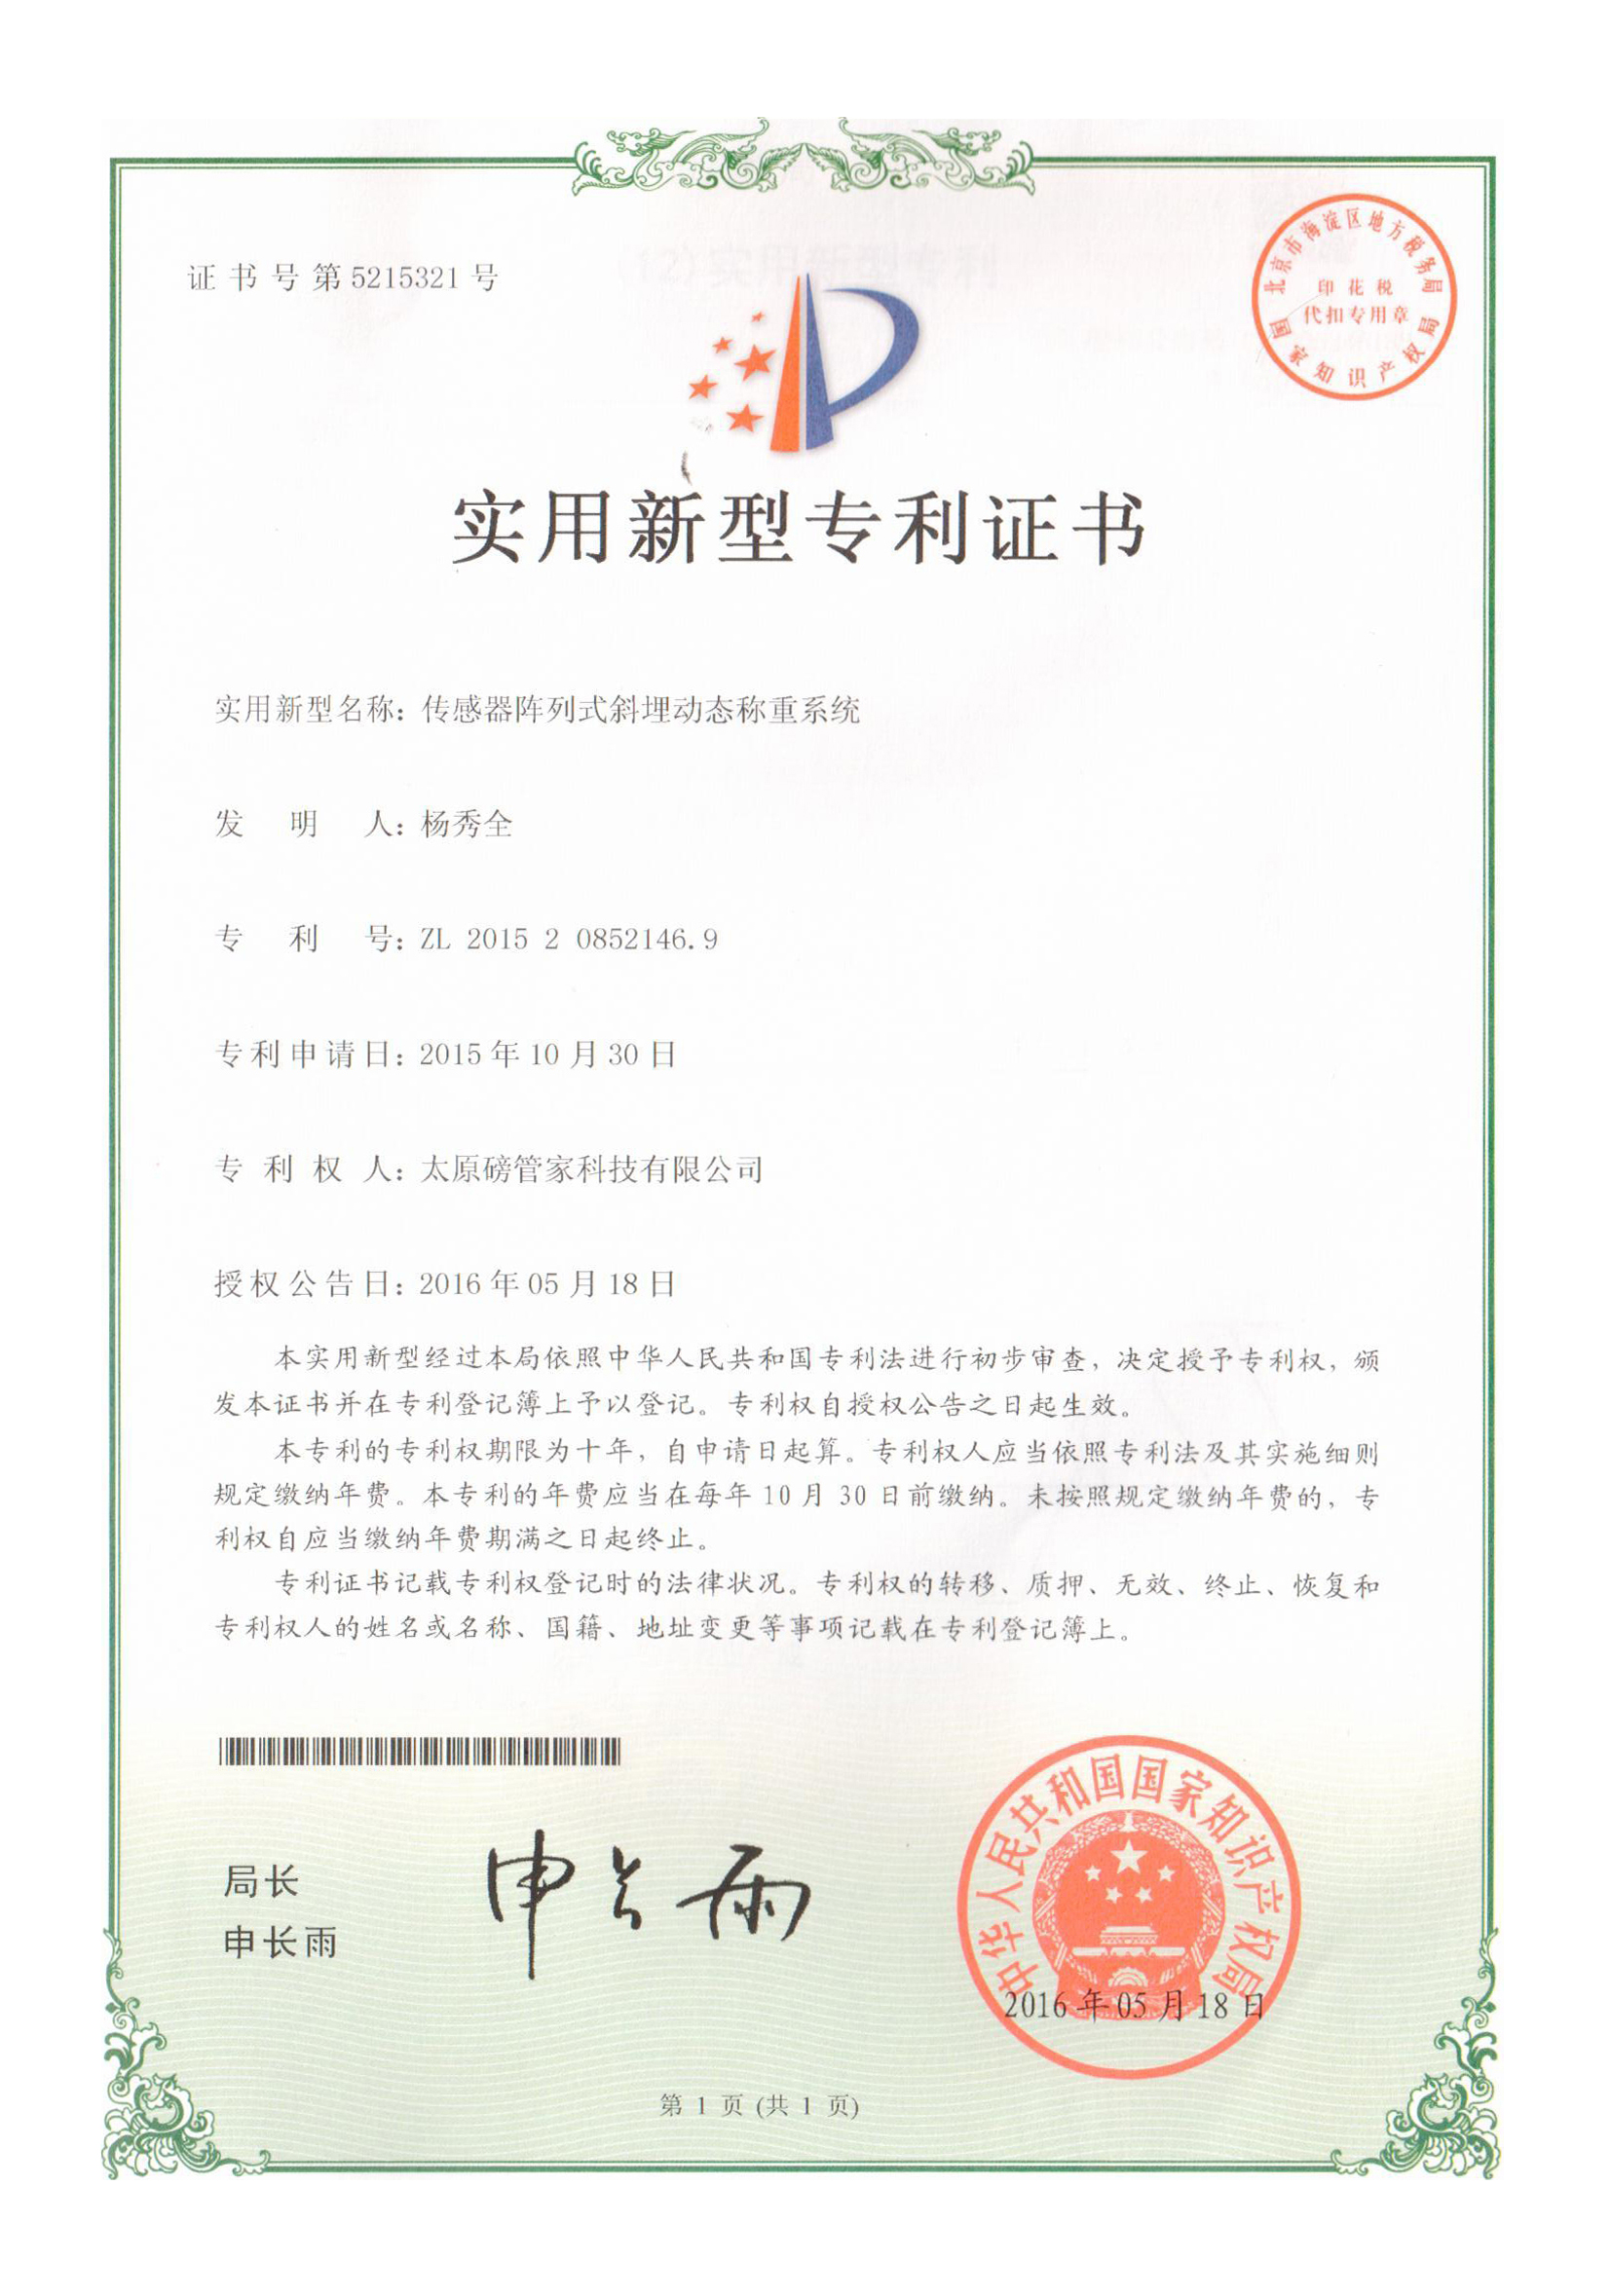 证书号第5215321号
北京市海淀区地方税务局
印花税
代扣专用章
国家知识产权局
实用新型专利证书
实用新型名称：传感器阵列式斜埋动态称重系统
发明人：杨秀全
专利号：ZL 2015 2 0852146.9
专利申请日：2015年10月30日
专利权人：太原磅管家科技有限公司
授权公告日：2016年05月18日
本实用新型经过本局依照中华人民共和国专利法进行初步审查，决定授予专利权，颁
发本证书并在专利登记簿上予以登记。专利权自授权公告之日起生效。
本专利的专利权期限为十年，自申请日起算。专利权人应当依照专利法及其实施细则
规定缴纳年费。本专利的年费应当在每年10月30日前缴纳。未按照规定缴纳年费的，专
利权自应当缴纳年费期满之日起终止。
专利证书记载专利权登记时的法律状况。专利权的转移、质押、无效、终止、恢复和
专利权人的姓名或名称、国籍、地址变更等事项记载在专利登记簿上。
局长
申长雨
申长雨
中华人民共和国国家知识产权局
2016年05月18日
第1页(共1页)